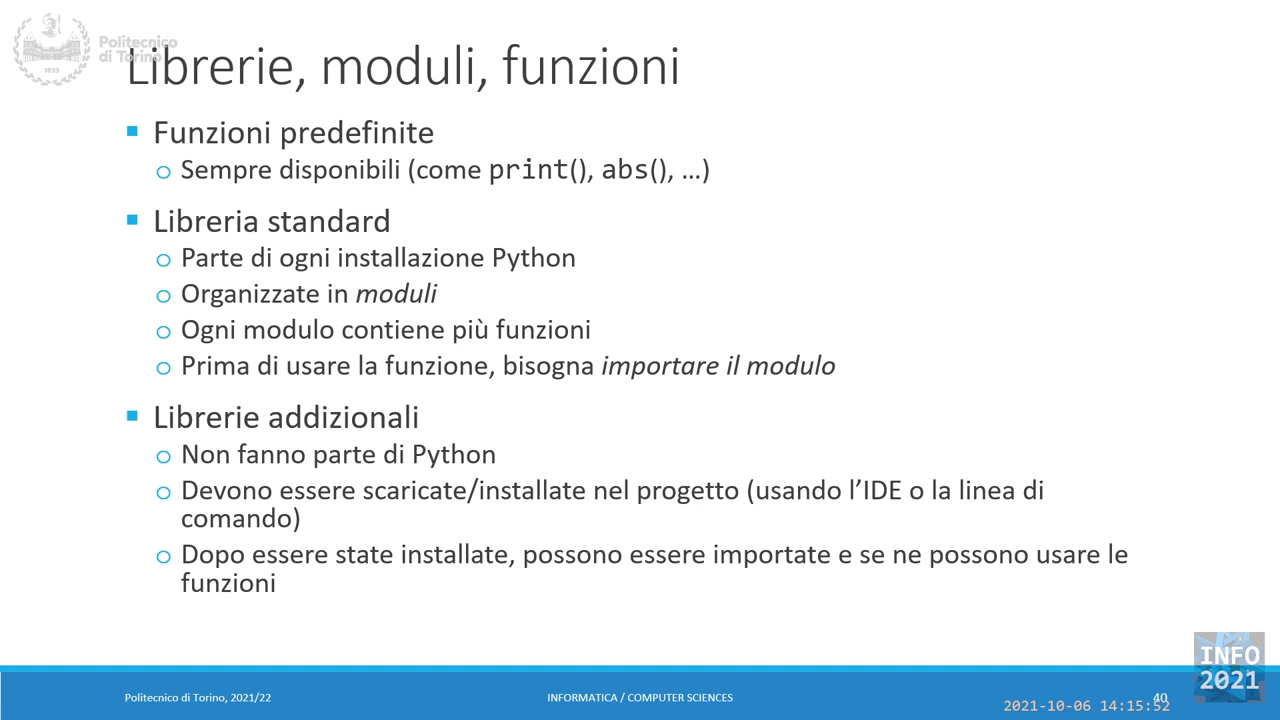 Politecnico
di Torino
1859
Librerie, moduli, funzioni
Funzioni predefinite
Sempre disponibili (come print(), abs(), …)
Libreria standard
Parte di ogni installazione Python
Organizzate in moduli
Ogni modulo contiene più funzioni
Prima di usare la funzione, bisogna importare il modulo
Librerie addizionali
Non fanno parte di Python
Devono essere scaricate/installate nel progetto (usando l’IDE o la linea di
comando)
Dopo essere state installate, possono essere importate e se ne possono usare le
funzioni
Politecnico di Torino, 2021/22
INFORMATICA / COMPUTER SCIENCES
40
INFO
2021
2021-10-06 14:15:52